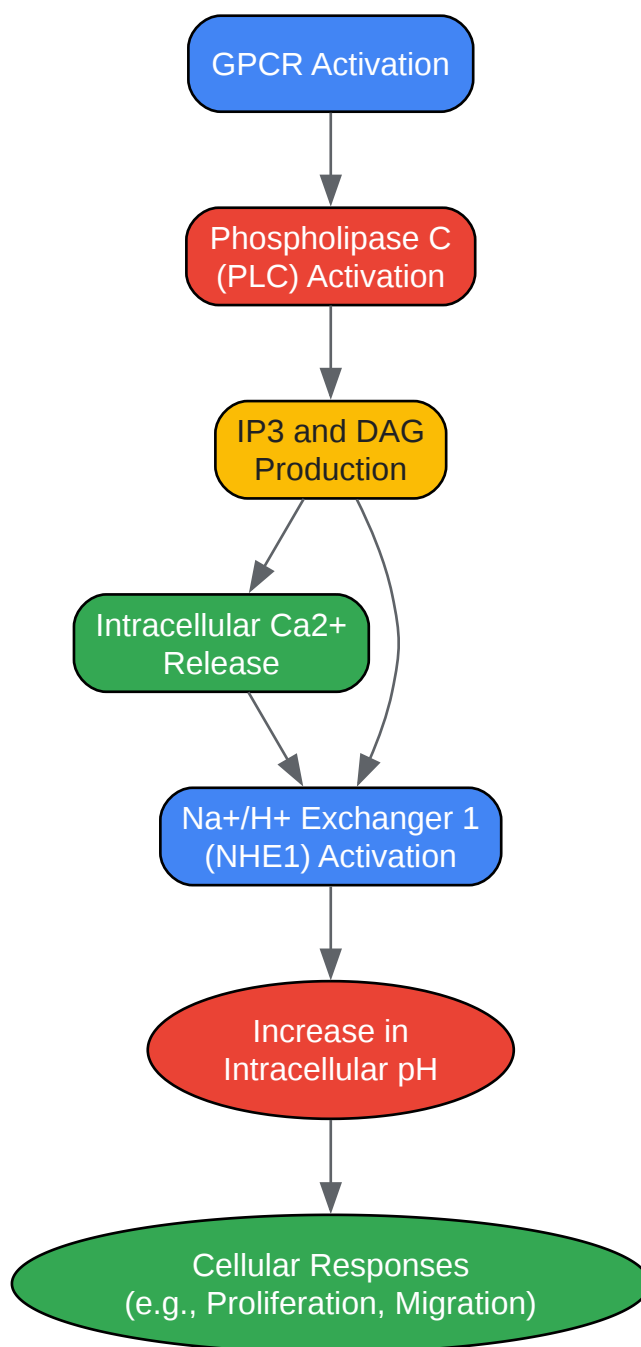 GPCR Activation
Phospholipase C
(PLC) Activation
IP3 and DAG
Production
Intracellular Ca2+
Release
Na+/H+ Exchanger 1
(NHE1) Activation
Increase in
Intracellular pH
Cellular Responses
(e.g., Proliferation, Migration)